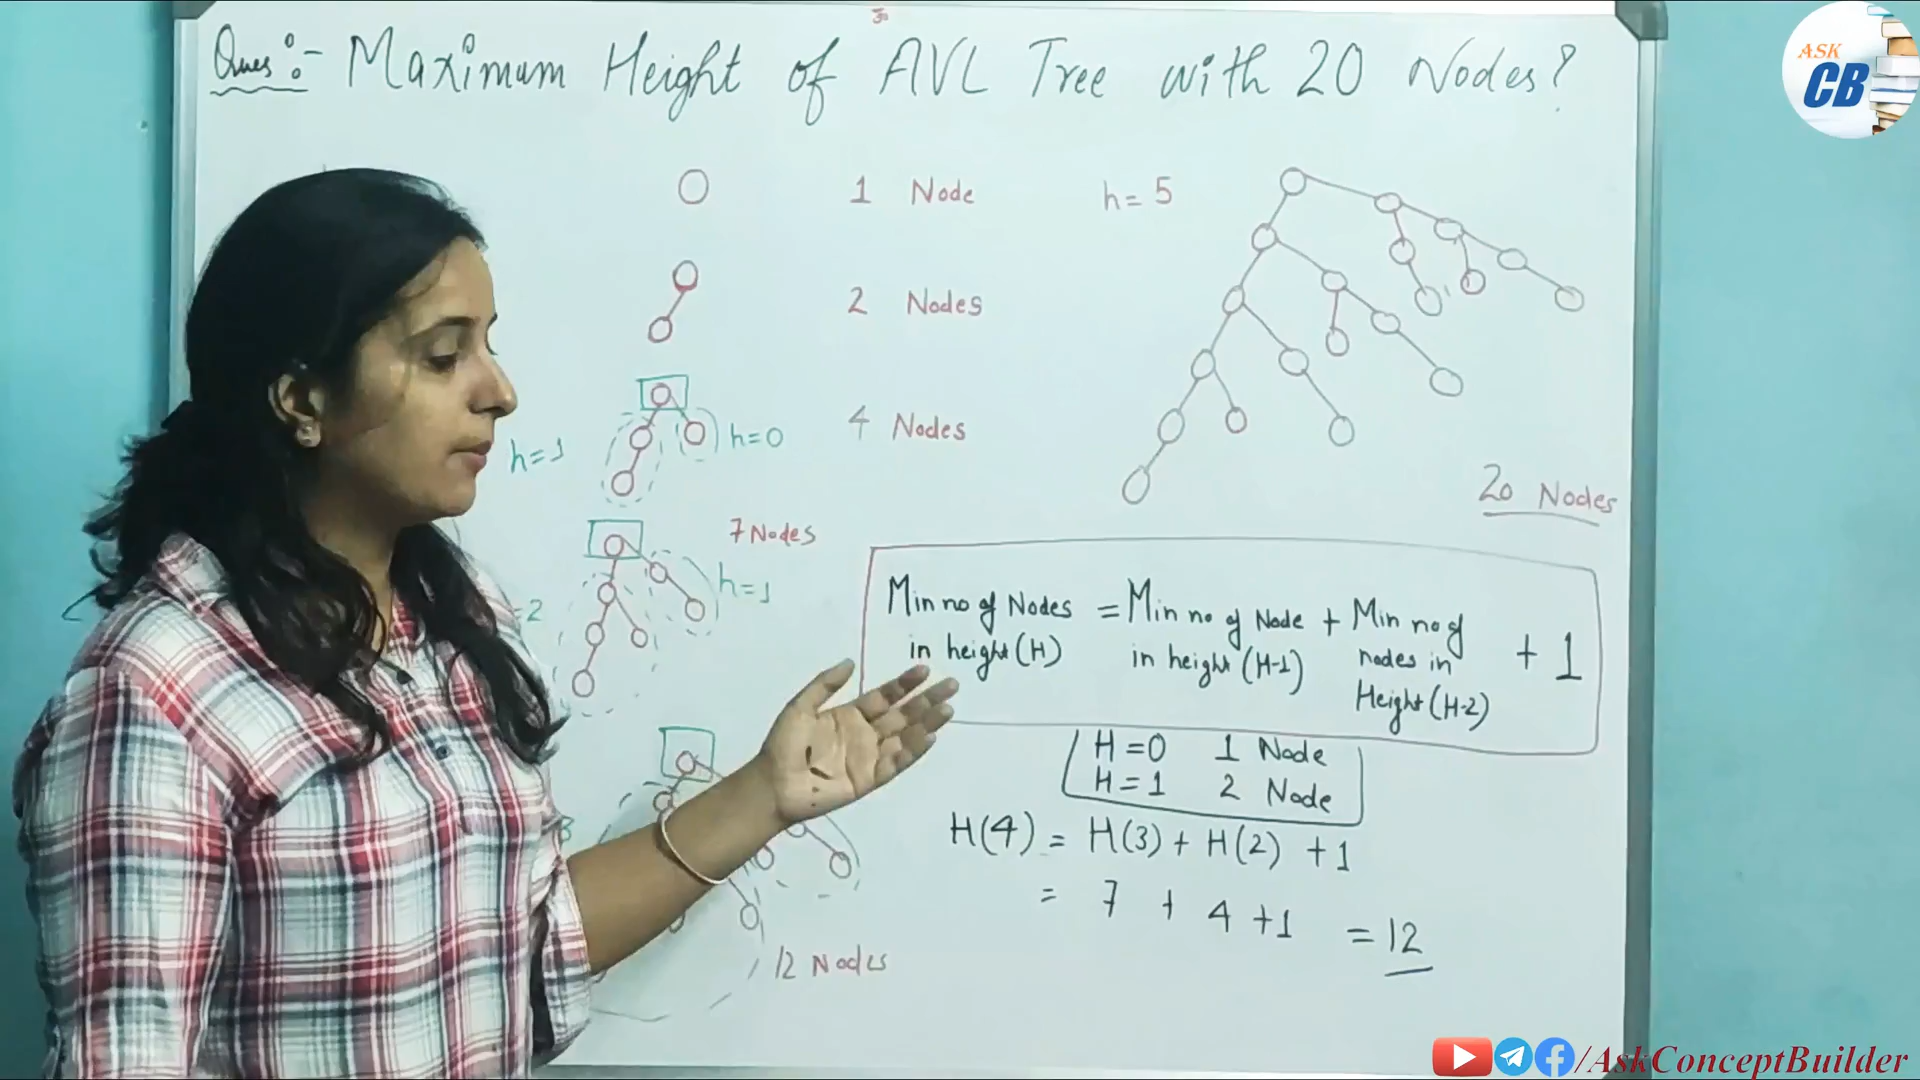 Ques:- Maximum Height of AVL Tree with 20 Nodes?
ASK
CB
1 Node
h = 5
2 Nodes
4 Nodes
h=1
h=0
20 Nodes
7 Nodes
h=1
=2
Min no of Nodes = Min no of Node + Min no of
in height (H) in height (H-1) nodes in + 1
Height (H-2)
H = 0 1 Node
H = 1 2 Node
H(4) = H(3) + H(2) + 1
= 7 + 4 + 1 = 12
12 Nodes
/AskConceptBuilder